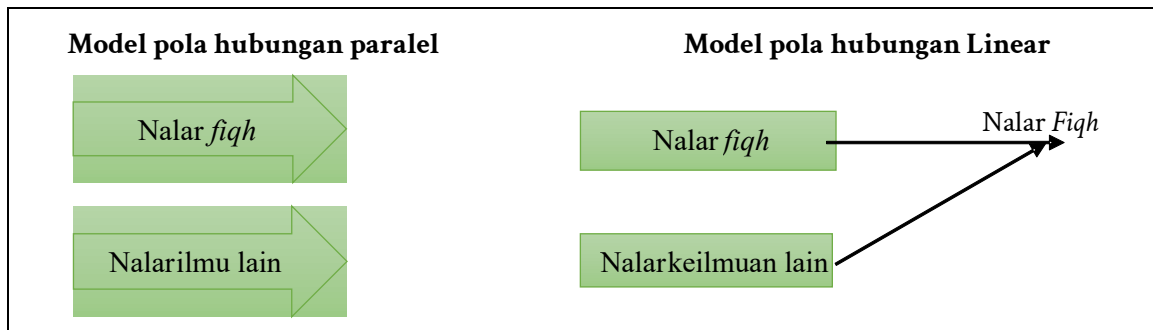 Model pola hubungan paralel
Nalar fiqh
Nalarilmu lain
Model pola hubungan Linear
Nalar fiqh
Nalar Fiqh
Nalarkeilmuan lain